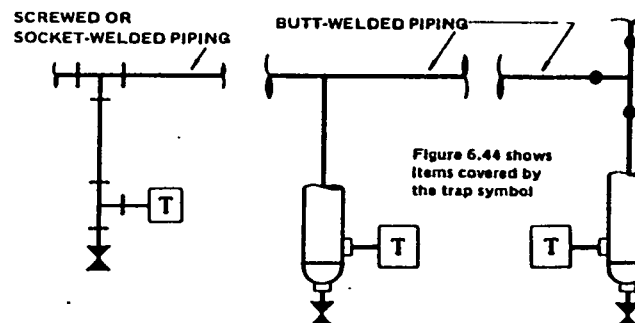 SCREWED OR
SOCKET-WELDED PIPING
BUTT-WELDED PIPING
Figure 6.44 shows
items covered by
the trap symbol
T
T
T